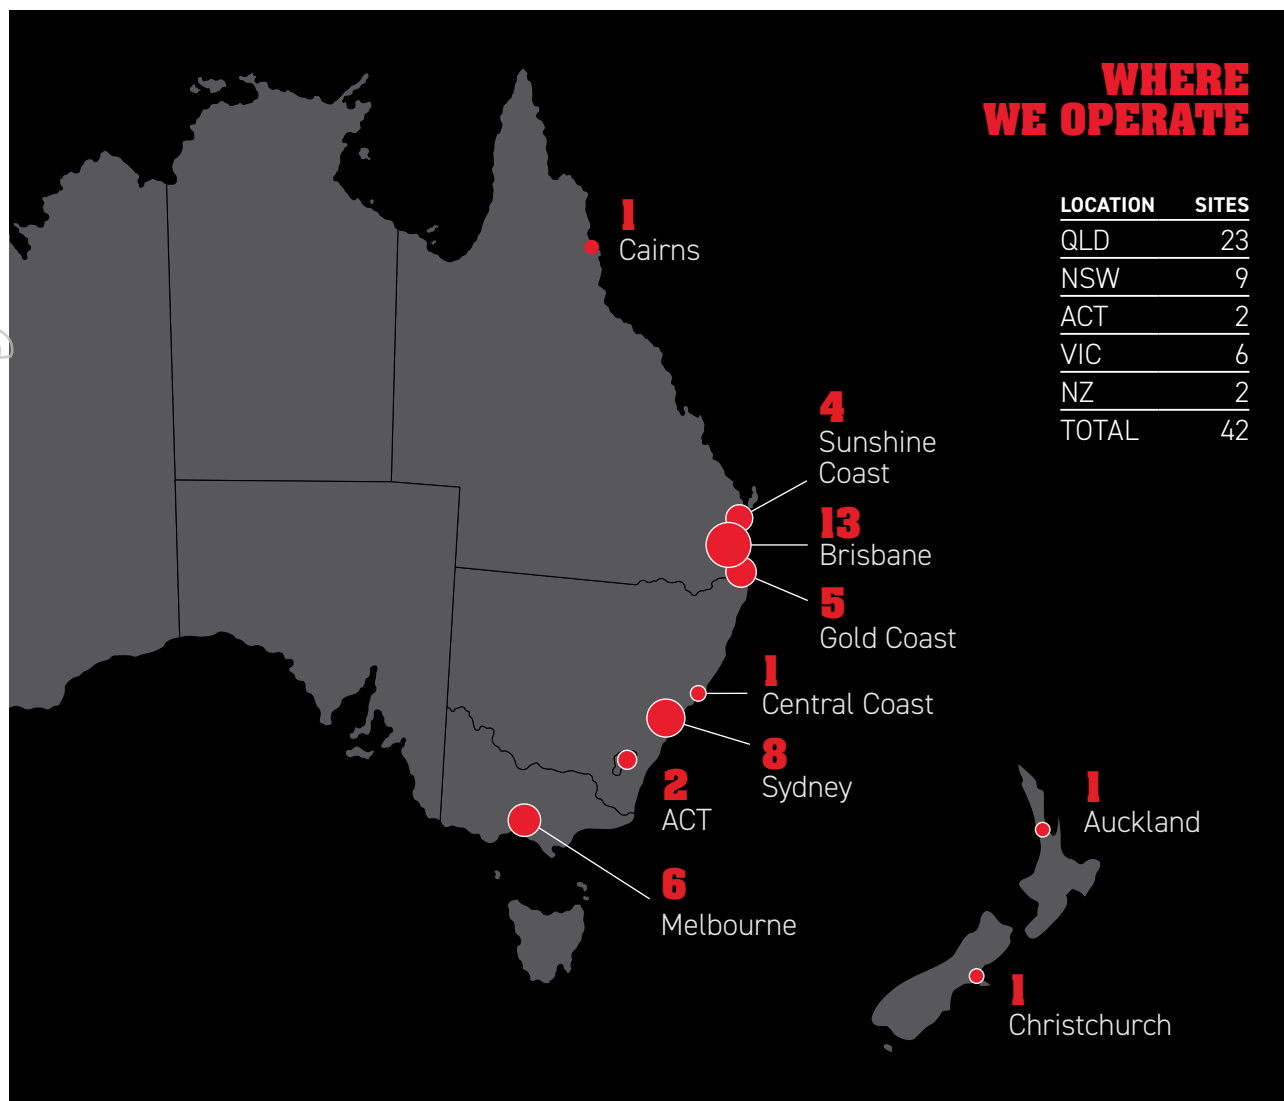 WHERE
WE OPERATE
LOCATION SITES
QLD 23
NSW 9
ACT 2
VIC 6
NZ 2
TOTAL 42
1
Cairns
4
Sunshine
Coast
13
Brisbane
5
Gold Coast
1
Central Coast
8
Sydney
2
ACT
6
Melbourne
1
Auckland
1
Christchurch